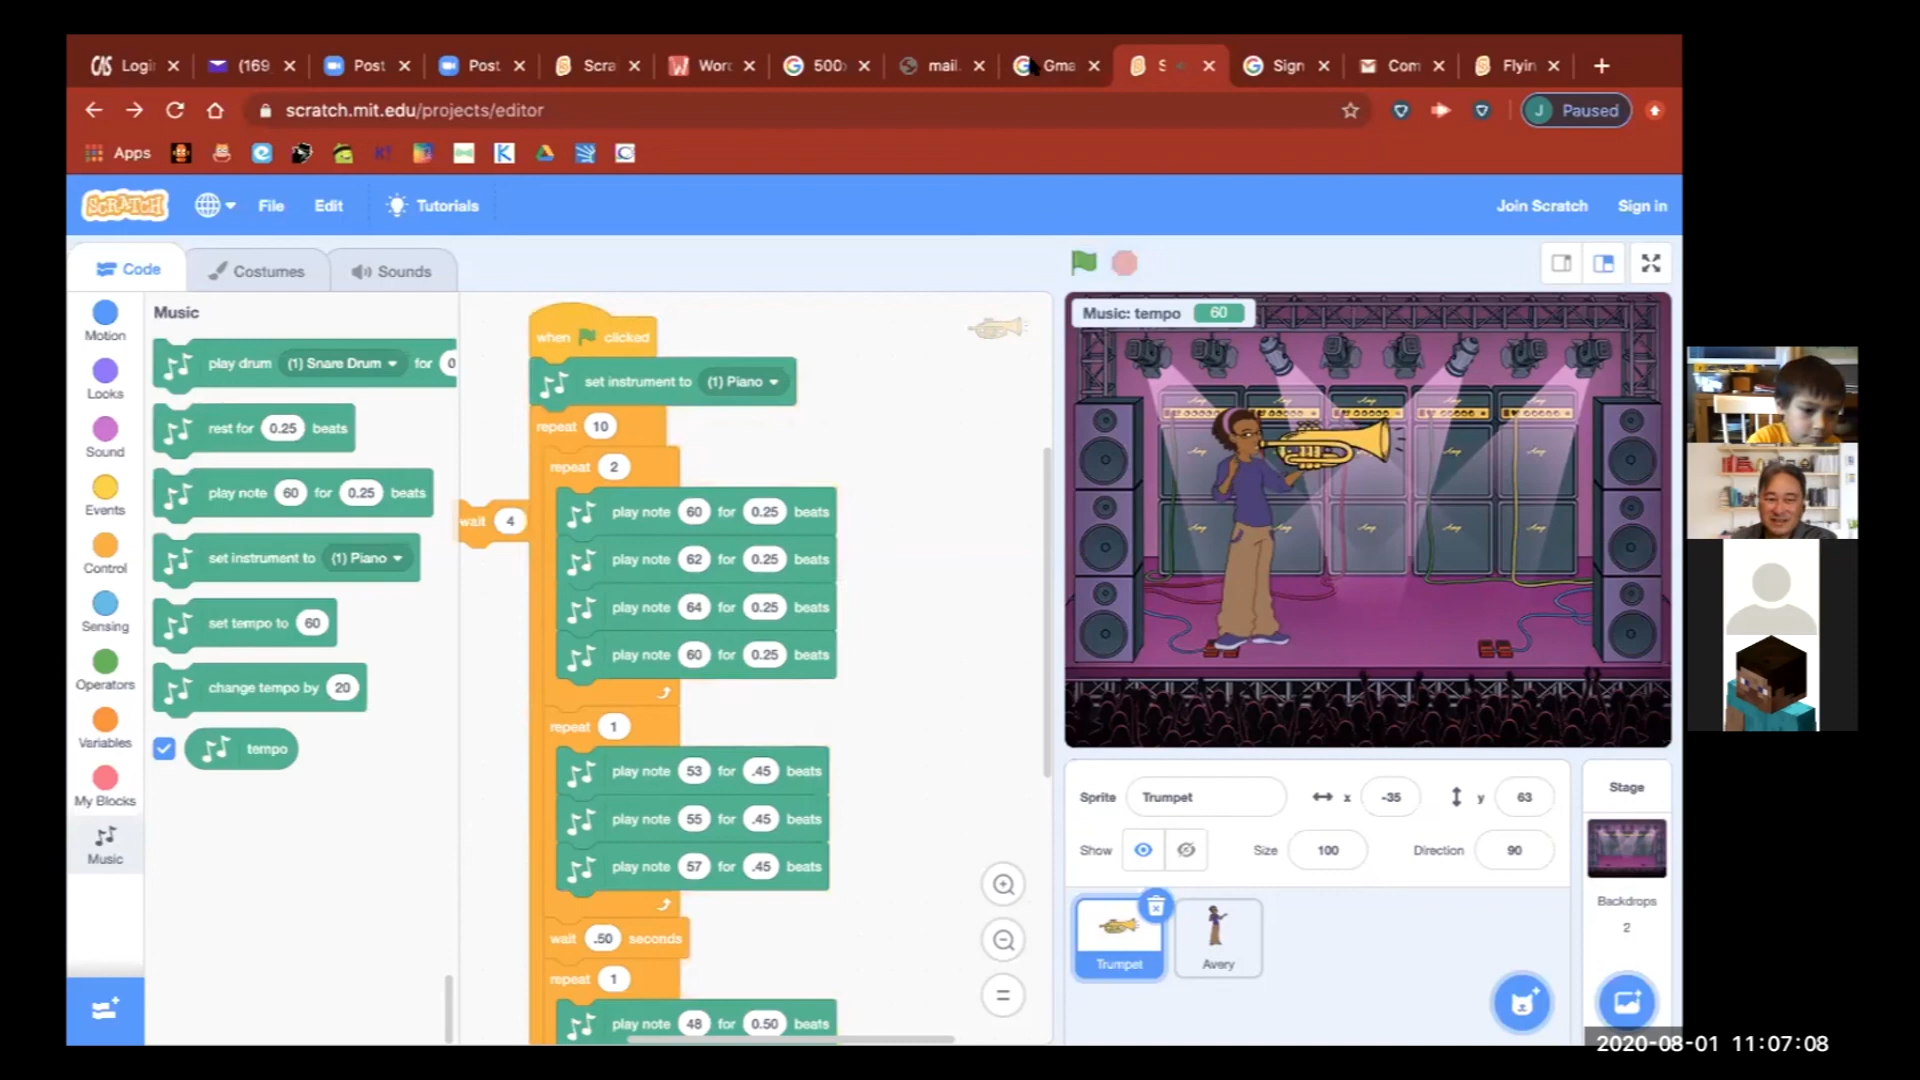 Logi
(169
Post
Post
Scra
Worc
500
mail.
Gma
S
Sign
Com
Flyin
scratch.mit.edu/projects/editor
J Paused
Apps
K!
K
SCRATCH
File
Edit
Tutorials
Join Scratch
Sign in
Code
Costumes
Sounds
Motion
Looks
Sound
Events
Control
Sensing
Operators
Variables
My Blocks
Music
Music
play drum (1) Snare Drum for 0
rest for 0.25 beats
play note 60 for 0.25 beats
set instrument to (1) Piano
set tempo to 60
change tempo by 20
tempo
when clicked
set instrument to (1) Piano
repeat 10
repeat 2
wait 4
play note 60 for 0.25 beats
play note 62 for 0.25 beats
play note 64 for 0.25 beats
play note 60 for 0.25 beats
repeat 1
play note 53 for .45 beats
play note 55 for .45 beats
play note 57 for .45 beats
wait .50 seconds
repeat 1
play note 48 for 0.50 beats
Music: tempo 60
Sprite Trumpet x -35 y 63
Show Size 100 Direction 90
Trumpet
Avery
Stage
Backdrops
2
2020-08-01 11:07:08